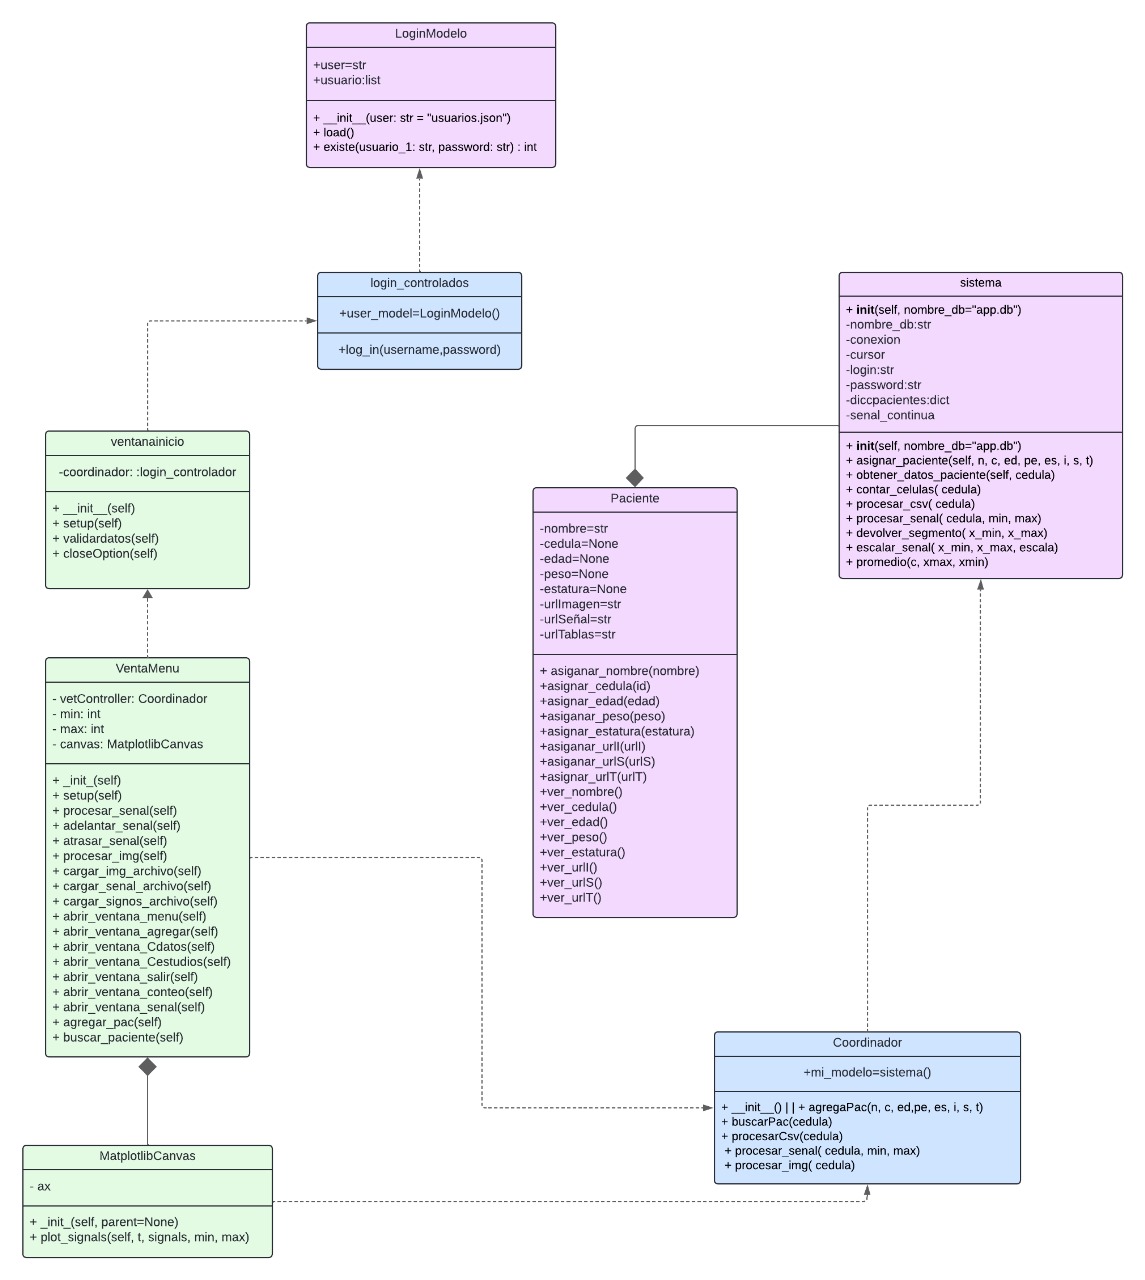 LoginModelo
+user=str
+usuario:list
+ __init__(user: str = "usuarios.json")
+ load()
+ existe(usuario_1: str, password: str) : int
login_controlados
+user_model=LoginModelo()
+log_in(username,password)
sistema
+ init(self, nombre_db="app.db")
-nombre_db:str
-conexion
-cursor
-login:str
-password:str
-diccpacientes:dict
-senal_continua
+ init(self, nombre_db="app.db")
+ asignar_paciente(self, n, c, ed, pe, es, i, s, t)
+ obtener_datos_paciente(self, cedula)
+ contar_celulas( cedula)
+ procesar_csv( cedula)
+ procesar_senal( cedula, min, max)
+ devolver_segmento( x_min, x_max)
+ escalar_senal( x_min, x_max, escala)
+ promedio(c, xmax, xmin)
ventanainicio
-coordinador: :login_controlador
+ __init__(self)
+ setup(self)
+ validardatos(self)
+ closeOption(self)
Paciente
-nombre=str
-cedula=None
-edad=None
-peso=None
-estatura=None
-urlImagen=str
-urlSeñal=str
-urlTablas=str
+ asiganar_nombre(nombre)
+asignar_cedula(id)
+asignar_edad(edad)
+asiganar_peso(peso)
+asignar_estatura(estatura)
+asiganar_urlI(urlI)
+asiganar_urlS(urlS)
+asignar_urlT(urlT)
+ver_nombre()
+ver_cedula()
+ver_edad()
+ver_peso()
+ver_estatura()
+ver_urlI()
+ver_urlS()
+ver_urlT()
VentaMenu
- vetController: Coordinador
- min: int
- max: int
- canvas: MatplotlibCanvas
+ _init_(self)
+ setup(self)
+ procesar_senal(self)
+ adelantar_senal(self)
+ atrasar_senal(self)
+ procesar_img(self)
+ cargar_img_archivo(self)
+ cargar_senal_archivo(self)
+ cargar_signos_archivo(self)
+ abrir_ventana_menu(self)
+ abrir_ventana_agregar(self)
+ abrir_ventana_Cdatos(self)
+ abrir_ventana_Cestudios(self)
+ abrir_ventana_salir(self)
+ abrir_ventana_conteo(self)
+ abrir_ventana_senal(self)
+ agregar_pac(self)
+ buscar_paciente(self)
Coordinador
+mi_modelo=sistema()
+ __init__() | | + agregaPac(n, c, ed,pe, es, i, s, t)
+ buscarPac(cedula)
+ procesarCsv(cedula)
+ procesar_senal( cedula, min, max)
+ procesar_img( cedula)
MatplotlibCanvas
- ax
+ _init_(self, parent=None)
+ plot_signals(self, t, signals, min, max)